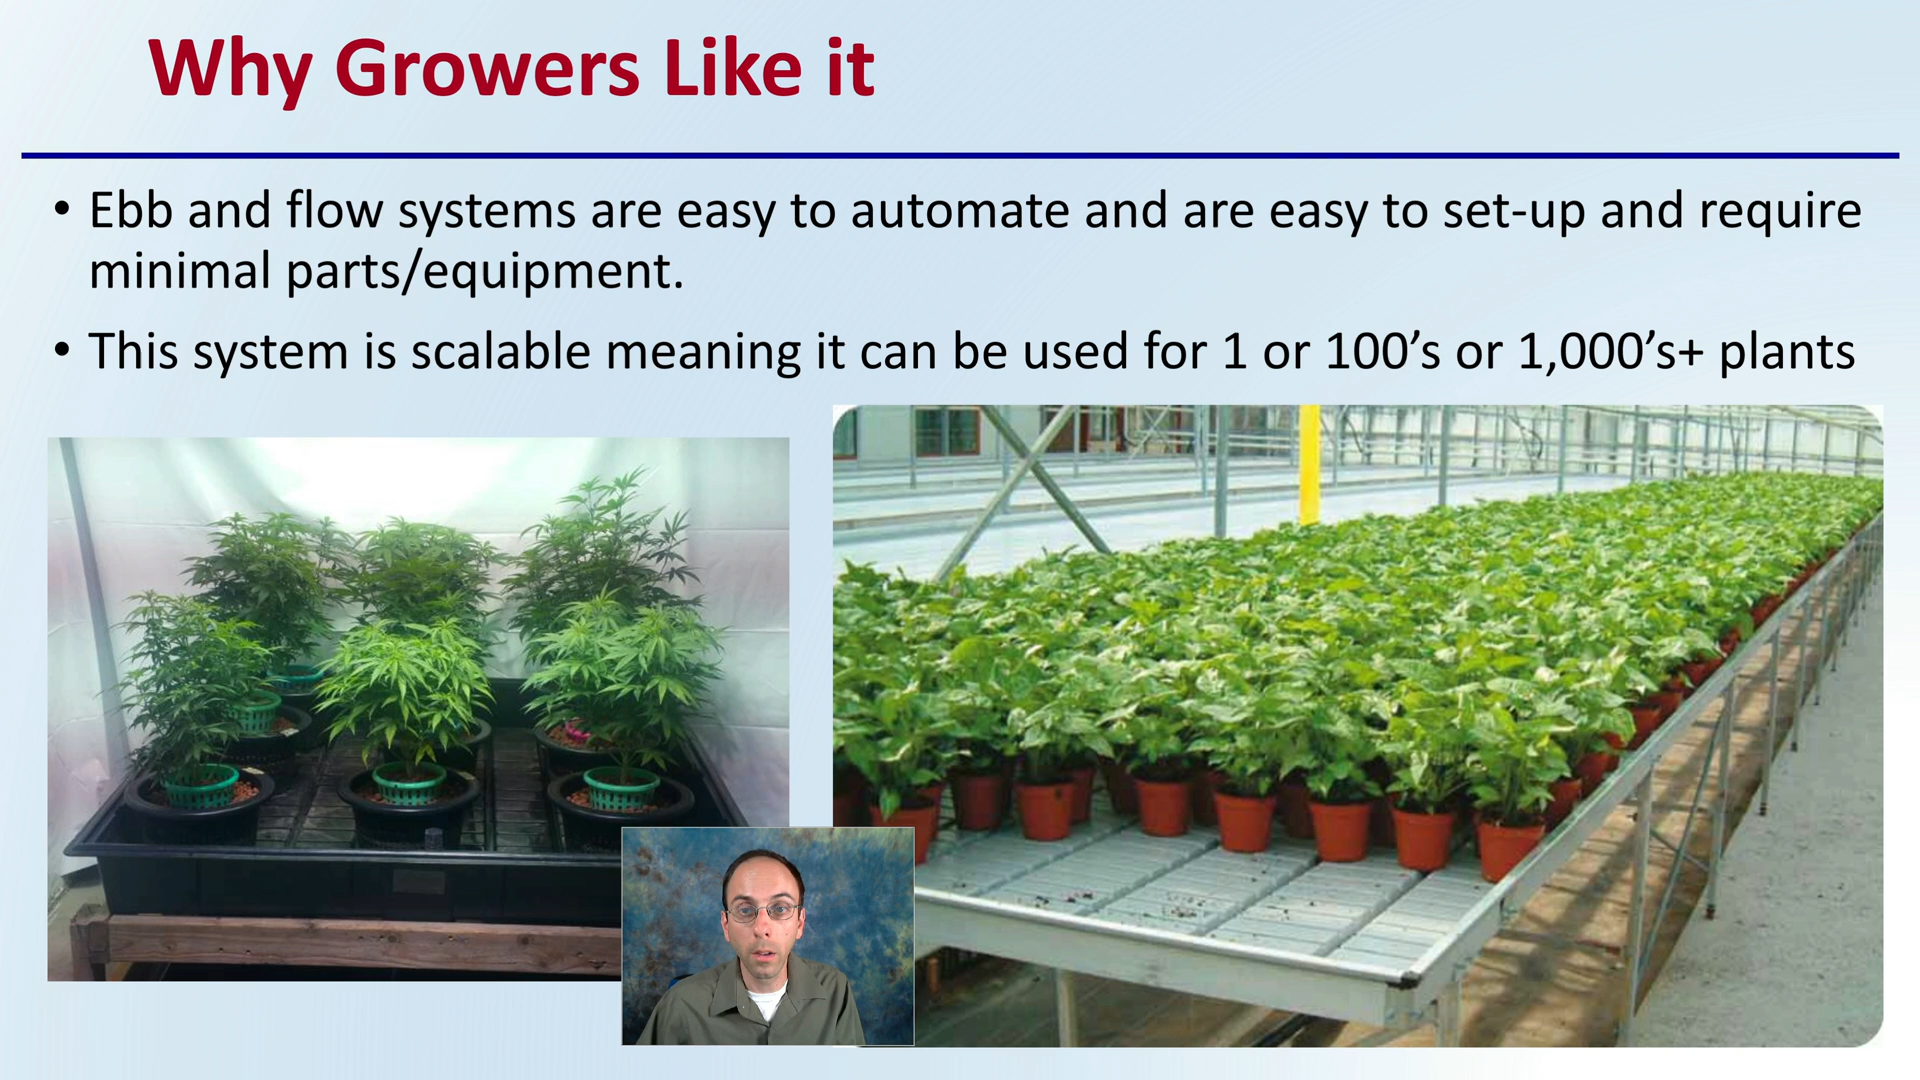 Why Growers Like it
• Ebb and flow systems are easy to automate and are easy to set-up and require
minimal parts/equipment.
• This system is scalable meaning it can be used for 1 or 100’s or 1,000’s+ plants